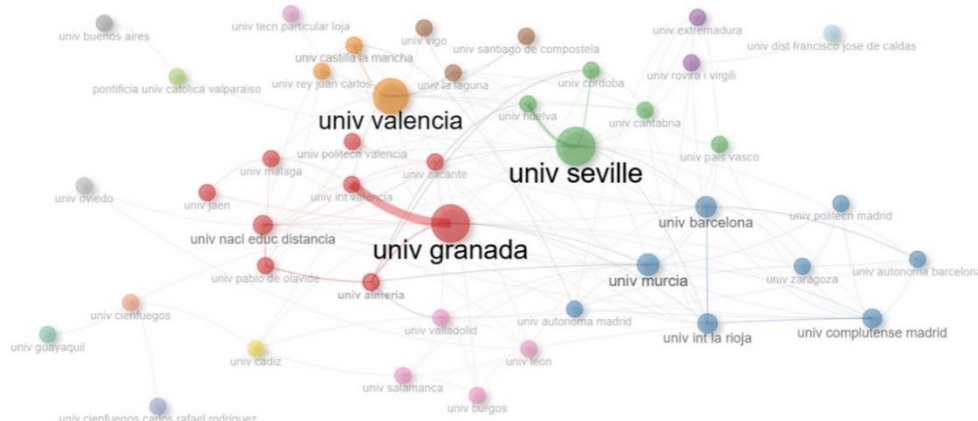 univ buenos aires
univ tecn particular loja
univ vigo
univ santiago de compostela
univ extremadura
univ dist francisco jose de caldas
univ castilla la mancha
pontificia univ catolica valparaiso
univ rey juan carlos
univ la laguna
univ cordoba
univ rovira i virgili
univ valencia
univ huelva
univ cantabria
univ politecn valencia
univ seville
univ pais vasco
univ malaga
univ alicante
univ oviedo
univ jaen
univ int valencia
univ barcelona
univ politecn madrid
univ nacl educ distancia
univ granada
univ pablo de olavide
univ murcia
univ zaragoza
univ autonoma barcelona
univ almeria
univ cienfuegos
univ valladolid
univ autonoma madrid
univ int la rioja
univ complutense madrid
univ guayaquil
univ cadiz
univ leon
univ salamanca
univ burgos
univ cienfuegos carlos rafael rodriguez